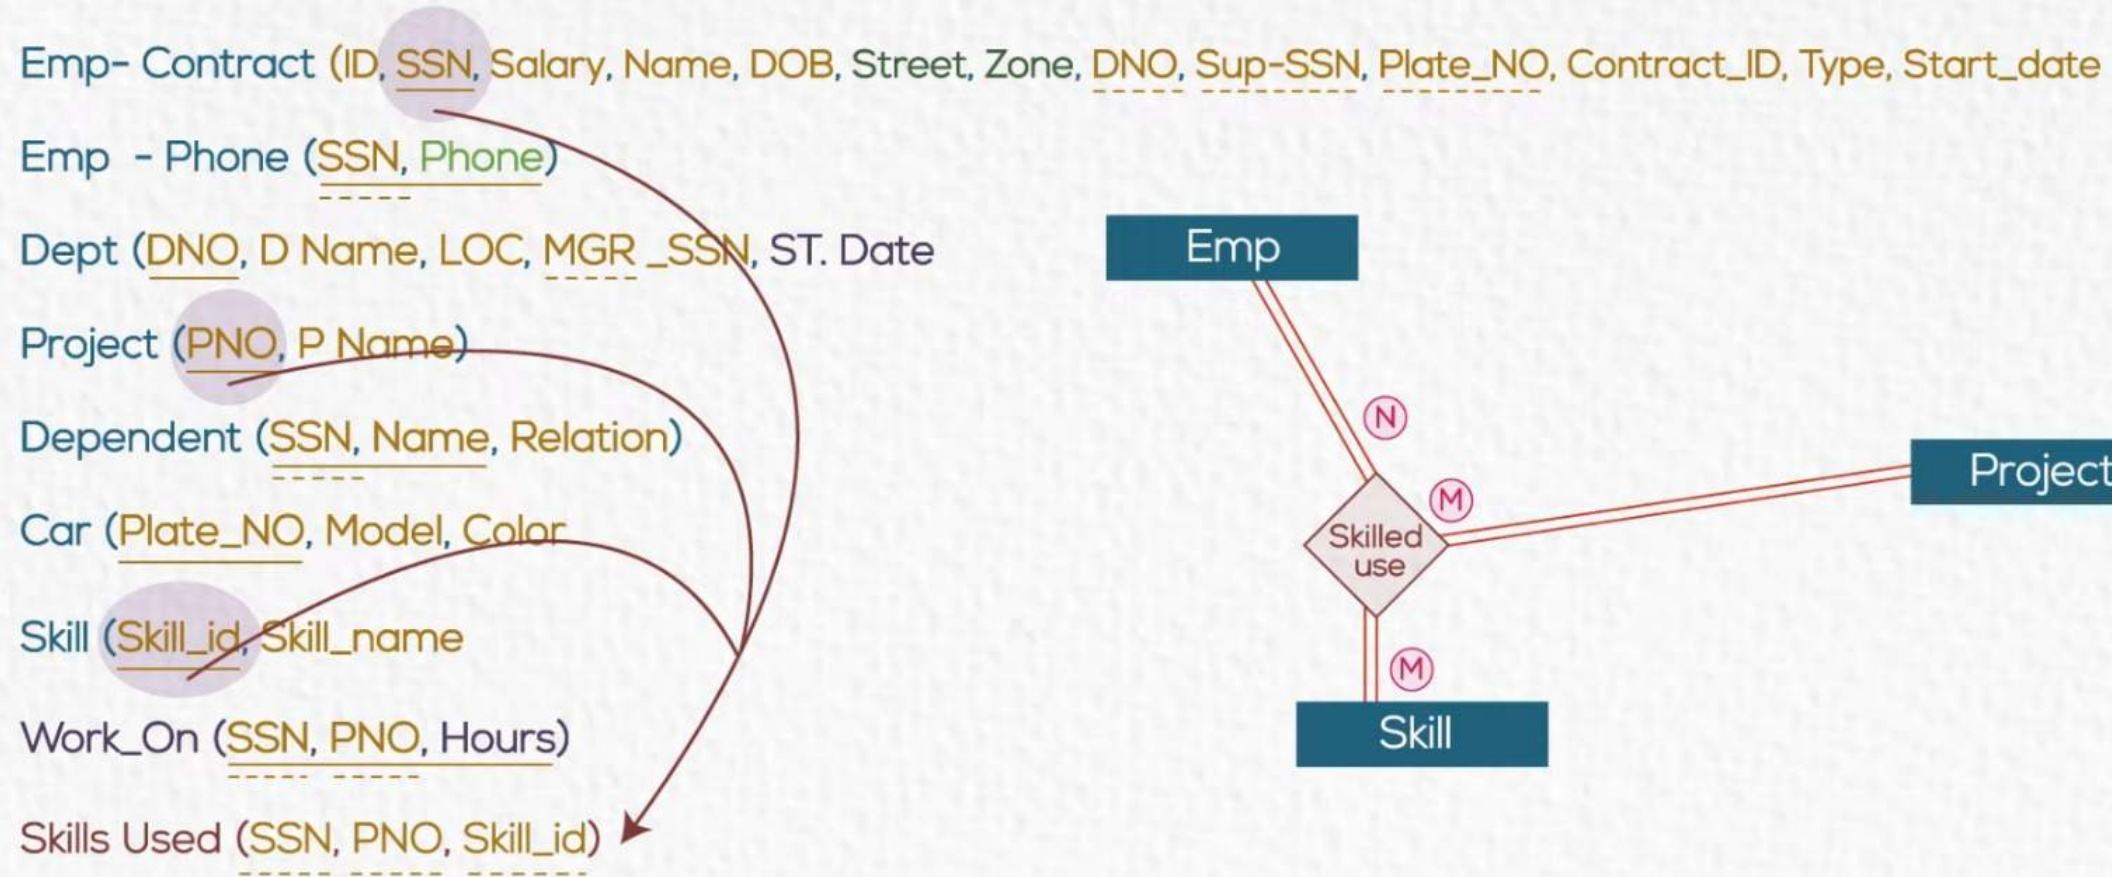 Emp- Contract (ID, SSN, Salary, Name, DOB, Street, Zone, DNO, Sup-SSN, Plate_NO, Contract_ID, Type, Start_date
Emp - Phone (SSN, Phone)
Dept (DNO, D Name, LOC, MGR _SSN, ST. Date
Project (PNO, P Name)
Dependent (SSN, Name, Relation)
Car (Plate_NO, Model, Color
Skill (Skill_id, Skill_name
Work_On (SSN, PNO, Hours)
Skills Used (SSN, PNO, Skill_id)
Emp
N
M
Project
Skilled
use
M
Skill